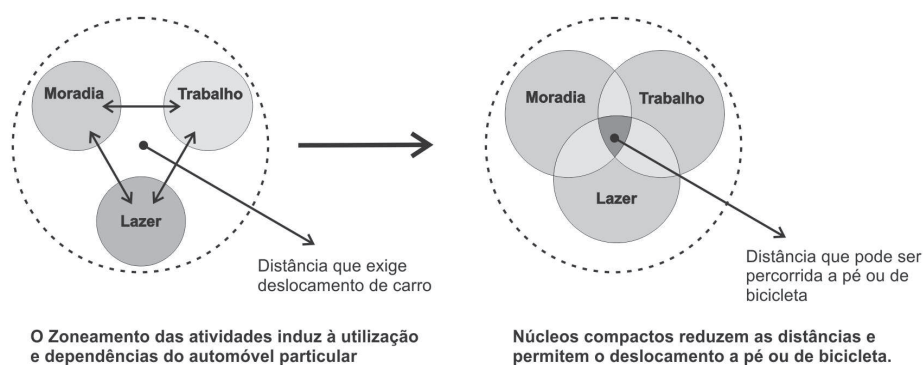 Moradia
Trabalho
Lazer
Distância que exige
deslocamento de carro
O Zoneamento das atividades induz à utilização
e dependências do automóvel particular
Moradia
Trabalho
Lazer
Distância que pode ser
percorrida a pé ou de
bicicleta
Núcleos compactos reduzem as distâncias e
permitem o deslocamento a pé ou de bicicleta.